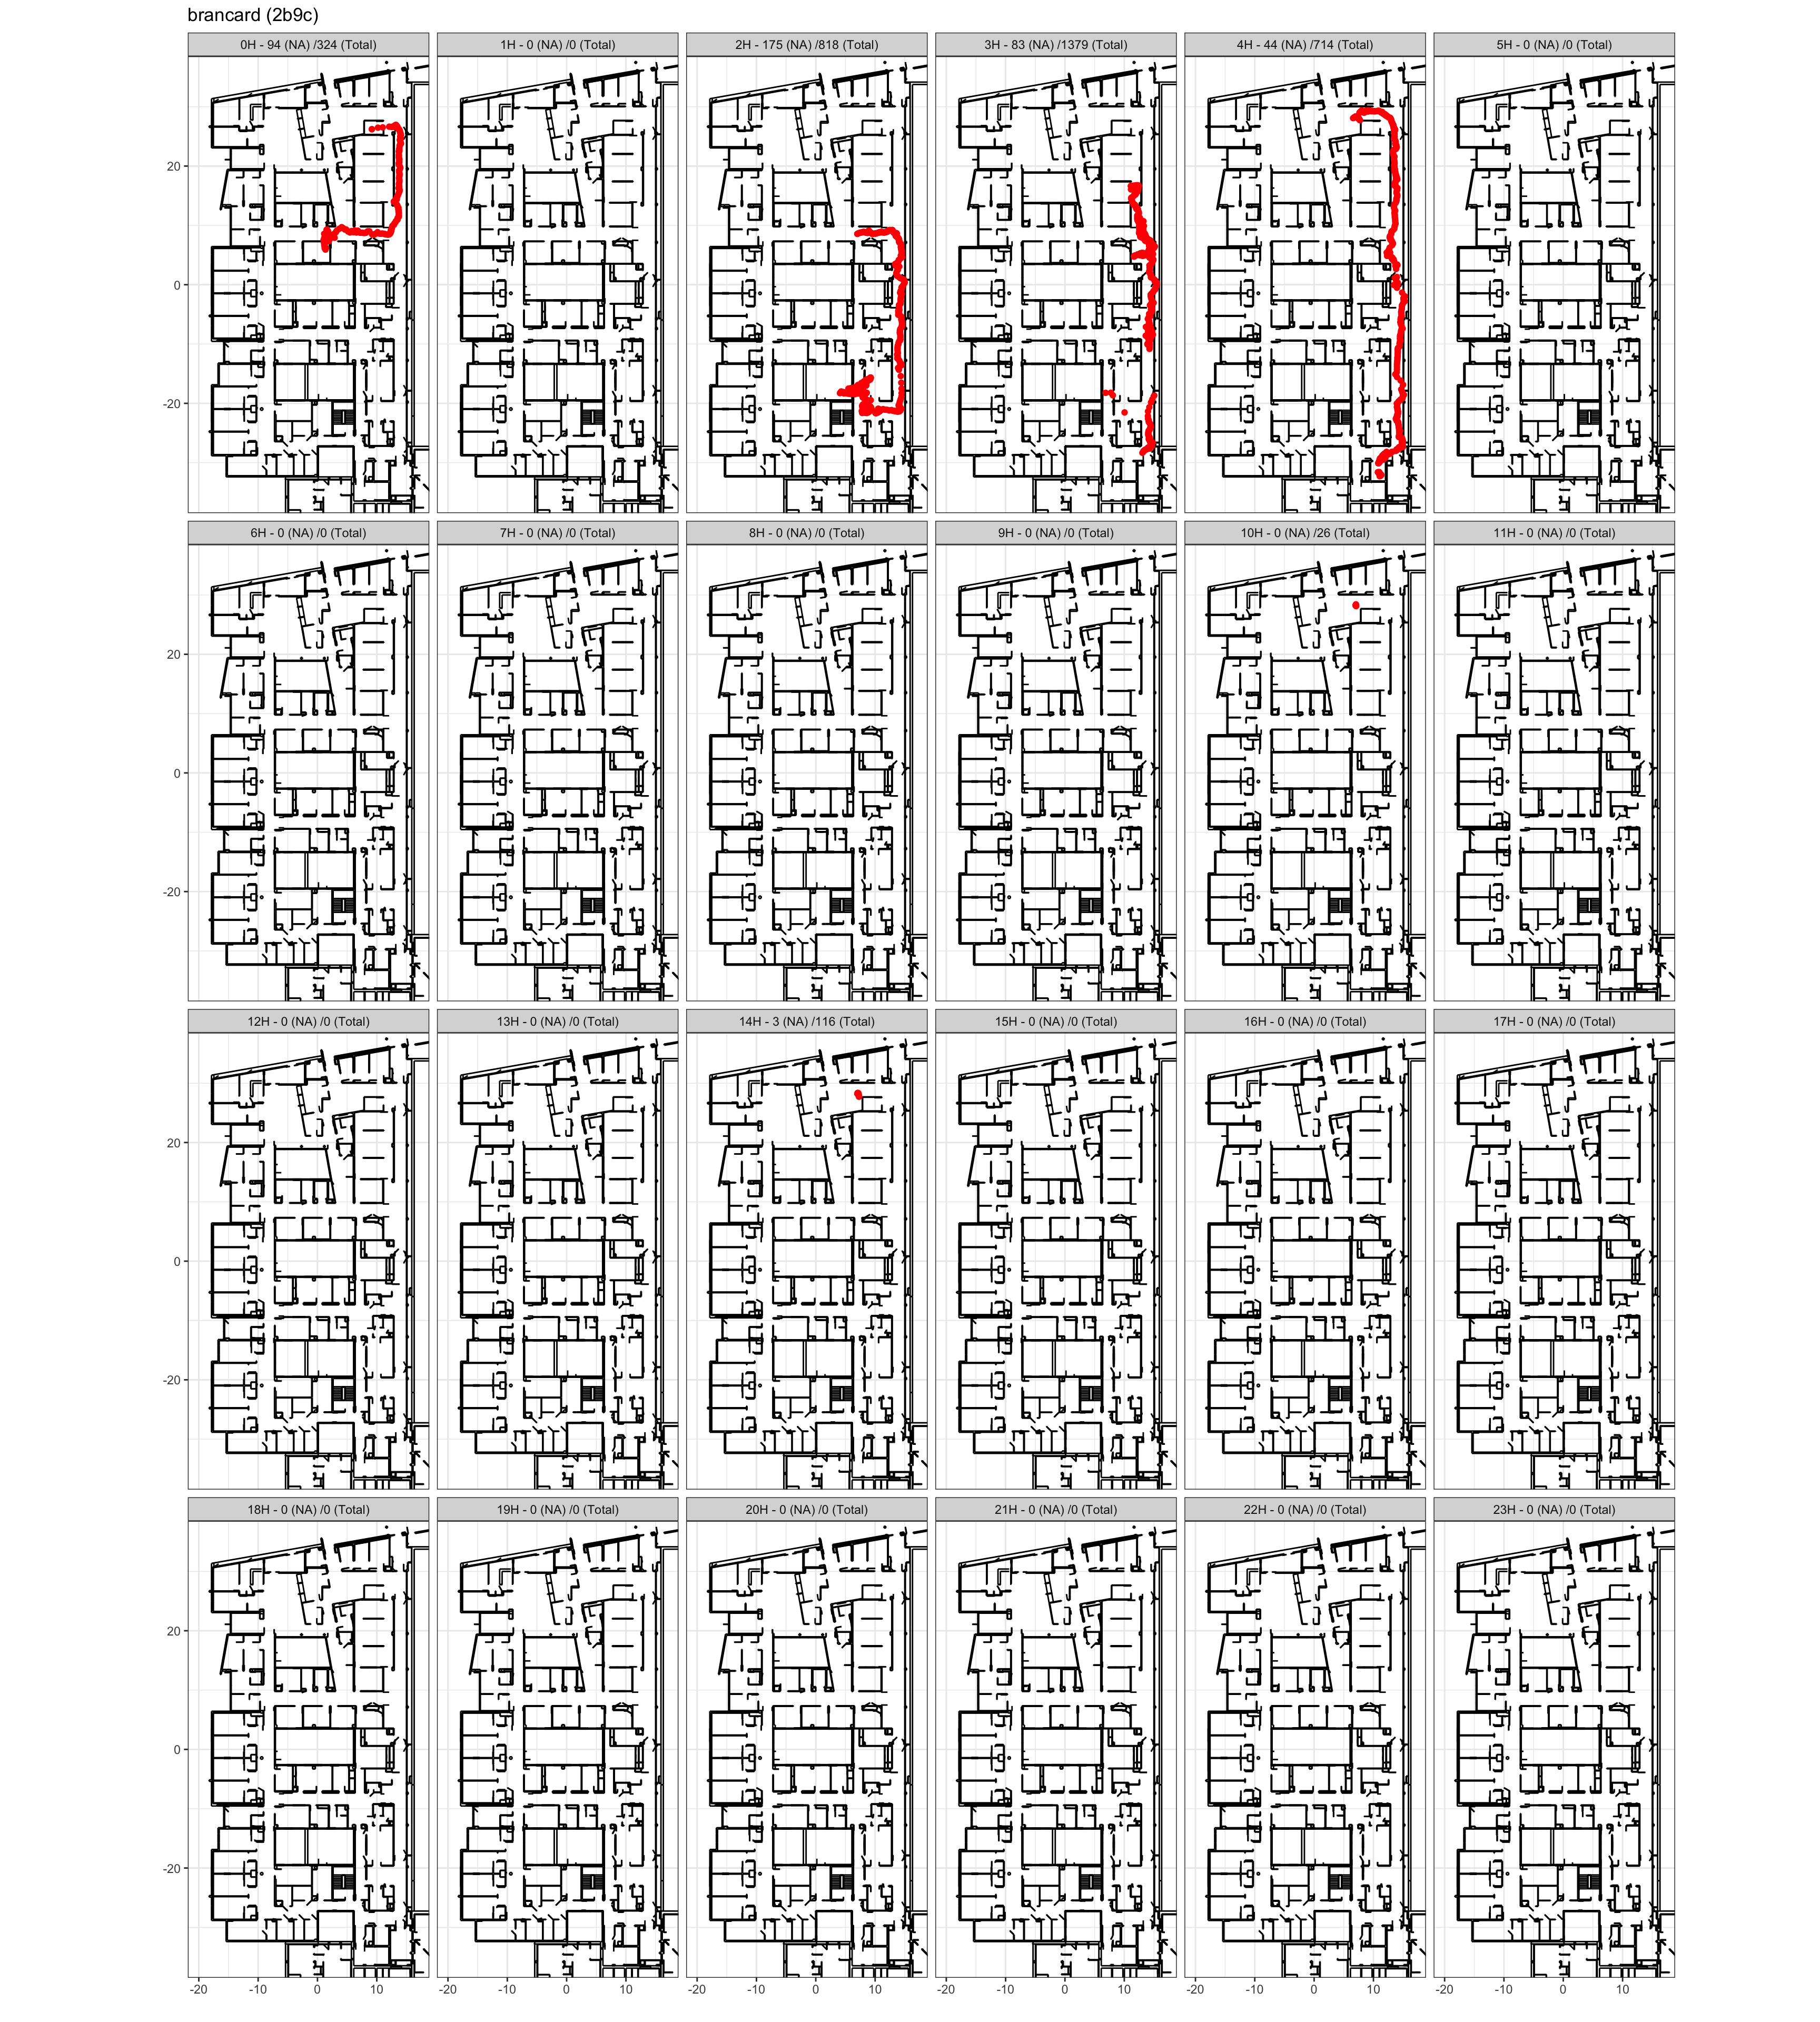 brancard (2b9c)
0H - 94 (NA) /324 (Total)
1H - 0 (NA) /0 (Total)
2H - 175 (NA) /818 (Total)
3H - 83 (NA) /1379 (Total)
4H - 44 (NA) /714 (Total)
5H - 0 (NA) /0 (Total)
20
0
-20
6H - 0 (NA) /0 (Total)
7H - 0 (NA) /0 (Total)
8H - 0 (NA) /0 (Total)
9H - 0 (NA) /0 (Total)
10H - 0 (NA) /26 (Total)
11H - 0 (NA) /0 (Total)
20
0
-20
12H - 0 (NA) /0 (Total)
13H - 0 (NA) /0 (Total)
14H - 3 (NA) /116 (Total)
15H - 0 (NA) /0 (Total)
16H - 0 (NA) /0 (Total)
17H - 0 (NA) /0 (Total)
20
0
-20
18H - 0 (NA) /0 (Total)
19H - 0 (NA) /0 (Total)
20H - 0 (NA) /0 (Total)
21H - 0 (NA) /0 (Total)
22H - 0 (NA) /0 (Total)
23H - 0 (NA) /0 (Total)
20
0
-20
-20 -10 0 10 -20 -10 0 10 -20 -10 0 10 -20 -10 0 10 -20 -10 0 10 -20 -10 0 10